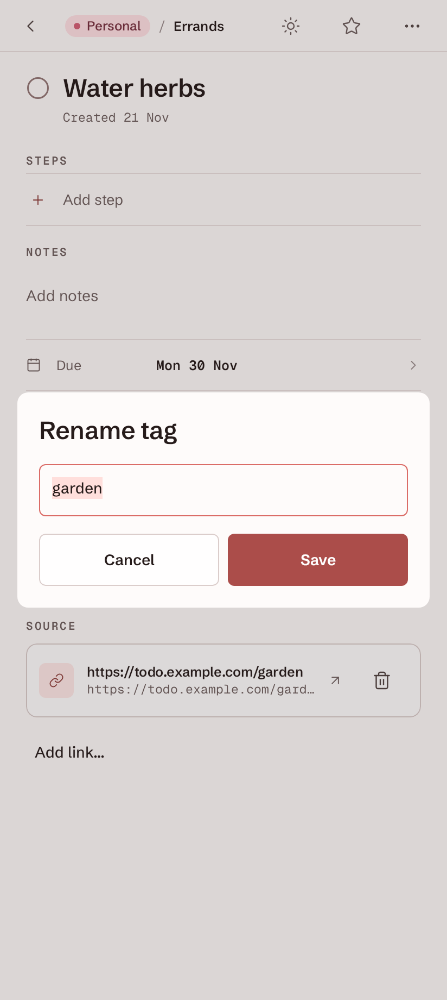 Personal / Errands
Water herbs
Created 21 Nov
STEPS
Add step
NOTES
Add notes
Due Mon 30 Nov
Rename tag
garden
Cancel Save
SOURCE
https://todo.example.com/garden
https://todo.example.com/gard…
Add link…